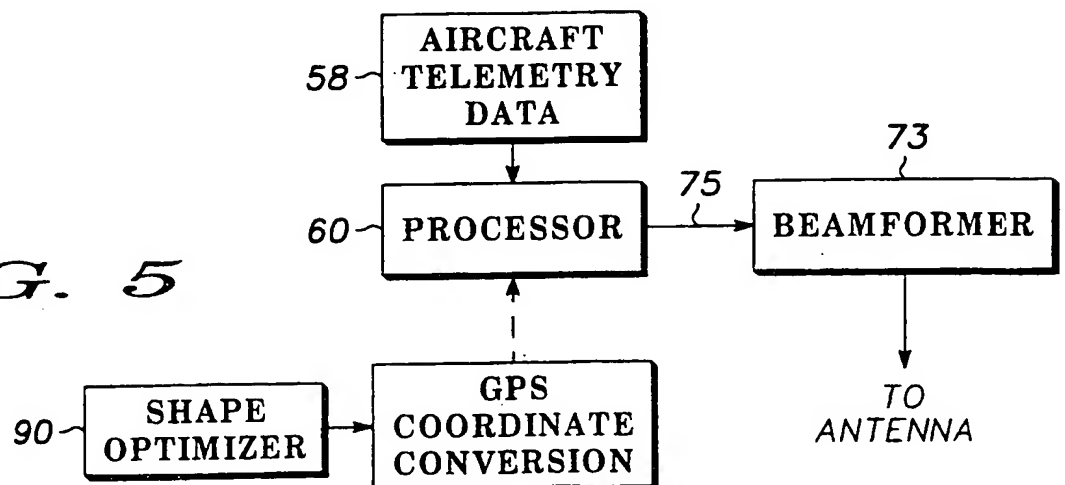 AIRCRAFT
TELEMETRY
DATA
58
73
75
PROCESSOR
60
BEAMFORMER
G. 5
GPS
COORDINATE
CONVERSION
SHAPE
OPTIMIZER
90
TO
ANTENNA